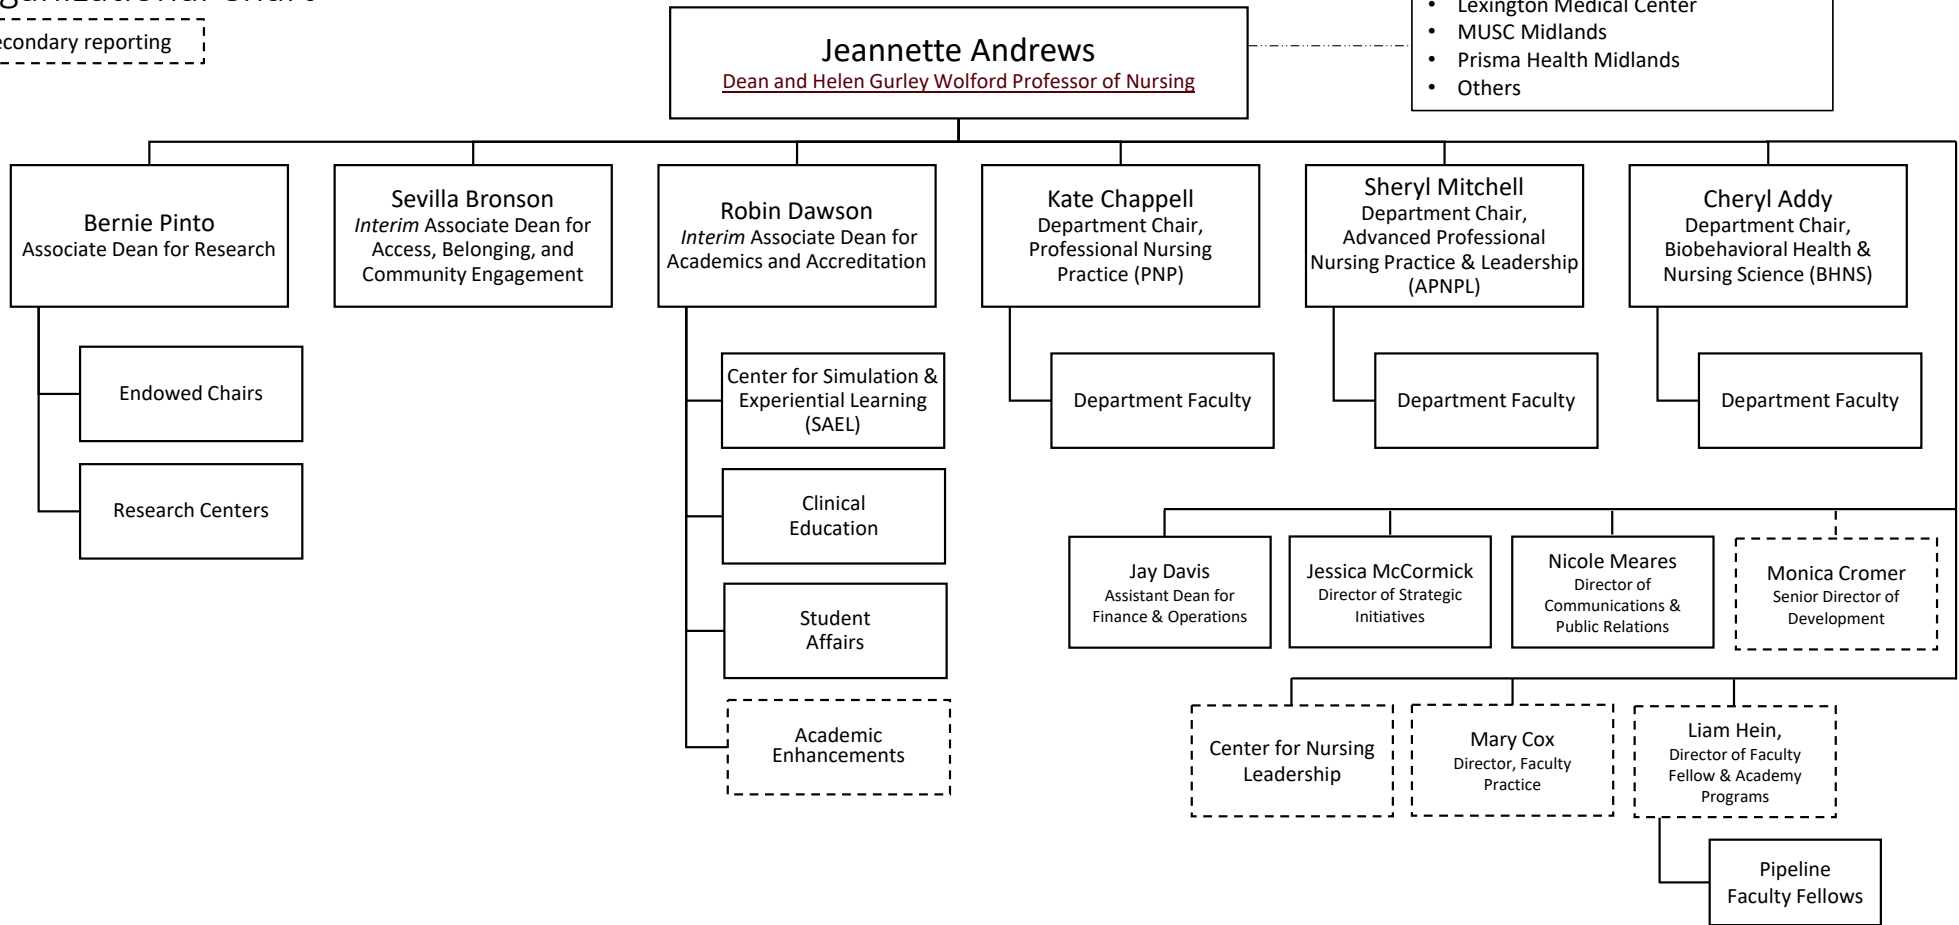 Jeannette Andrews
Dean and Helen Gurley Wolford Professor of Nursing
reporting
• Lexington Medical Center
• MUSC Midlands
• Prisma Health Midlands
• Others
Bernie Pinto
Associate Dean for Research
Sevilla Bronson
Interim Associate Dean for
Access, Belonging, and
Community Engagement
Robin Dawson
Interim Associate Dean for
Academics and Accreditation
Kate Chappell
Department Chair,
Professional Nursing
Practice (PNP)
Sheryl Mitchell
Department Chair,
Advanced Professional
Nursing Practice & Leadership
(APNPL)
Cheryl Addy
Department Chair,
Biobehavioral Health &
Nursing Science (BHNS)
Endowed Chairs
Research Centers
Center for Simulation &
Experiential Learning
(SAEL)
Clinical
Education
Student
Affairs
Academic
Enhancements
Department Faculty
Department Faculty
Department Faculty
Jay Davis
Assistant Dean for
Finance & Operations
Jessica McCormick
Director of Strategic
Initiatives
Nicole Meares
Director of
Communications &
Public Relations
Monica Cromer
Senior Director of
Development
Center for Nursing
Leadership
Mary Cox
Director, Faculty
Practice
Liam Hein,
Director of Faculty
Fellow & Academy
Programs
Pipeline
Faculty Fellows